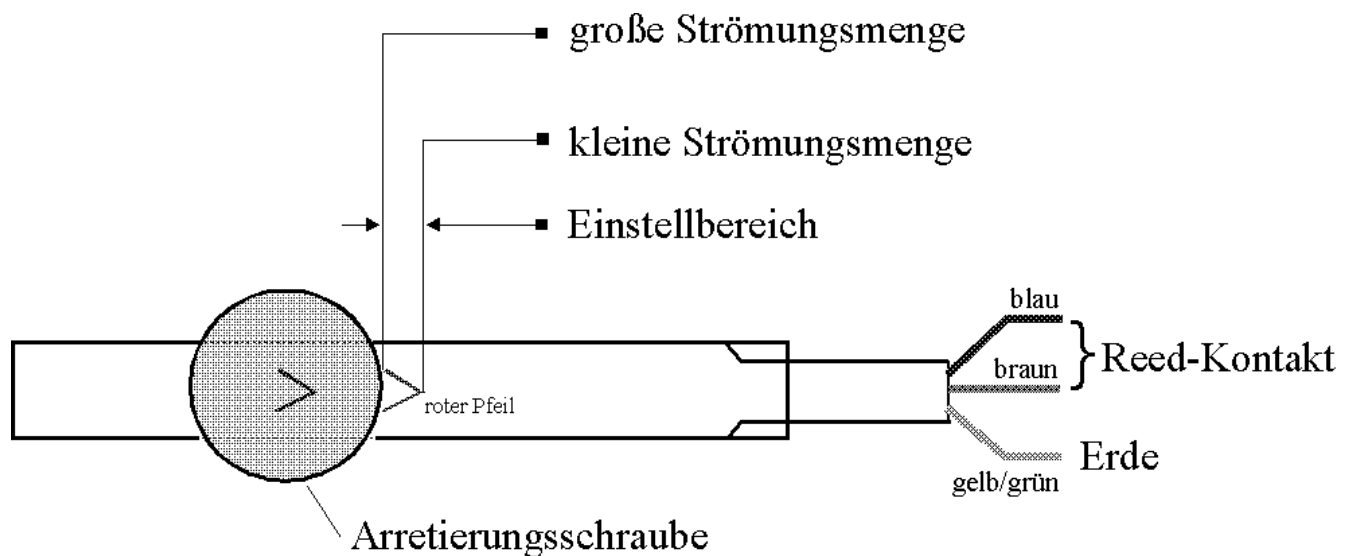 große Strömungsmenge
kleine Strömungsmenge
Einstellbereich
blau
Reed-Kontakt
braun
roter Pfeil
Erde
gelb/grün
Arretierungsschraube